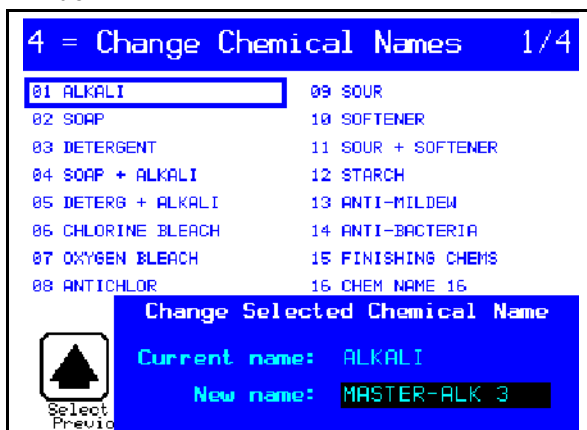 4 = Change Chemical Names 1/4
01 ALKALI
02 SOAP
03 DETERGENT
04 SOAP + ALKALI
05 DETERG + ALKALI
06 CHLORINE BLEACH
07 OXYGEN BLEACH
08 ANTICHLOR
09 SOUR
10 SOFTENER
11 SOUR + SOFTENER
12 STARCH
13 ANTI-MILDEW
14 ANTI-BACTERIA
15 FINISHING CHEMS
16 CHEM NAME 16
Change Selected Chemical Name
Current name: ALKALI
New name: MASTER-ALK 3
Select
Previo